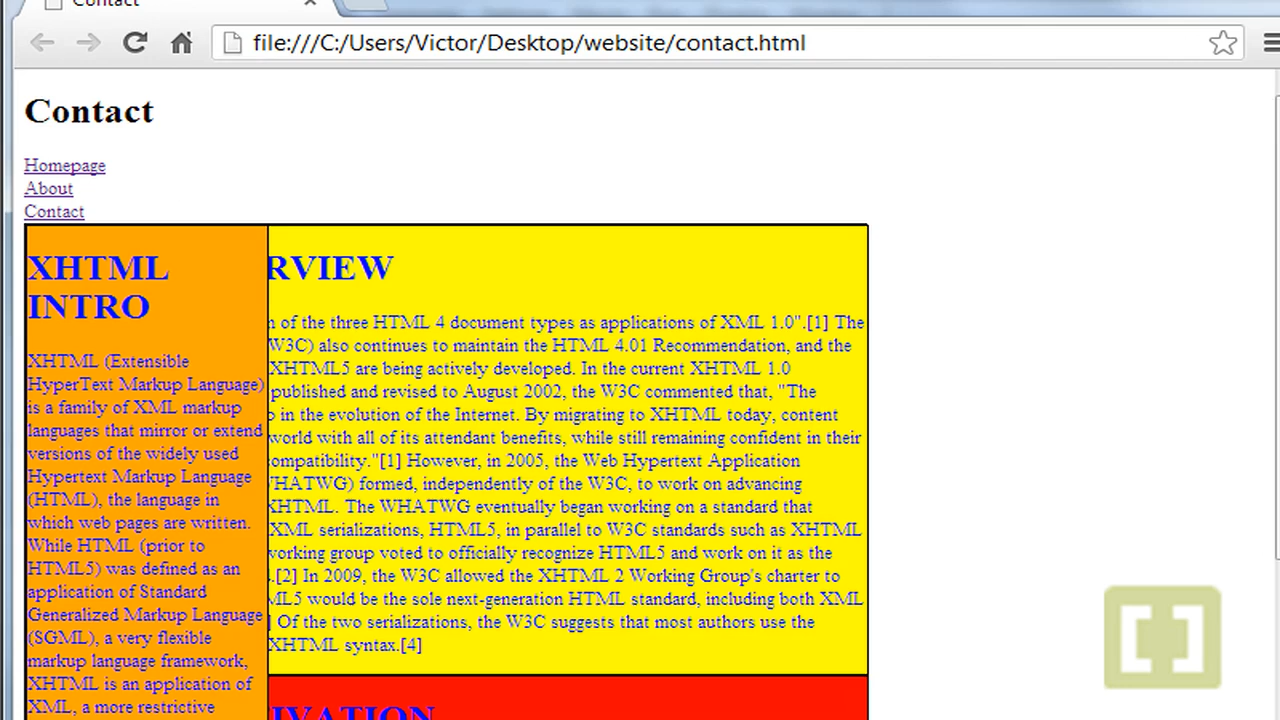 Contact
file:///C:/Users/Victor/Desktop/website/contact.html
Contact
Homepage
About
Contact
XHTML
INTRO
XHTML (Extensible
HyperText Markup Language)
is a family of XML markup
languages that mirror or extend
versions of the widely used
Hypertext Markup Language
(HTML), the language in
which web pages are written.
While HTML (prior to
HTML5) was defined as an
application of Standard
Generalized Markup Language
(SGML), a very flexible
markup language framework,
XHTML is an application of
XML, a more restrictive
RVIEW
of the three HTML 4 document types as applications of XML 1.0".[1] The
W3C) also continues to maintain the HTML 4.01 Recommendation, and the
XHTML5 are being actively developed. In the current XHTML 1.0
published and revised to August 2002, the W3C commented that, "The
in the evolution of the Internet. By migrating to XHTML today, content
world with all of its attendant benefits, while still remaining confident in their
ompatibility."[1] However, in 2005, the Web Hypertext Application
HATWG) formed, independently of the W3C, to work on advancing
XHTML. The WHATWG eventually began working on a standard that
XML serializations, HTML5, in parallel to W3C standards such as XHTML
working group voted to officially recognize HTML5 and work on it as the
.[2] In 2009, the W3C allowed the XHTML 2 Working Group's charter to
ML5 would be the sole next-generation HTML standard, including both XML
] Of the two serializations, the W3C suggests that most authors use the
XHTML syntax.[4]
IVATION